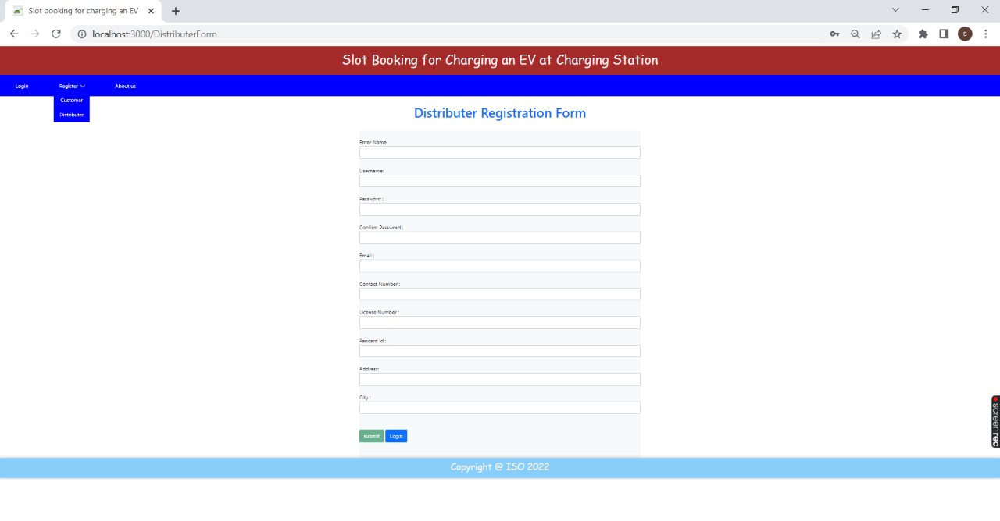 Slot booking for charging an EV
localhost:3000/DistributerForm
S
Slot Booking for Charging an EV at Charging Station
Login Register About us
Customer
Distributer
Distributer Registration Form
Enter Name:
Username:
Password :
Confirm Password :
Email :
Contact Number :
License Number :
Pancard Id :
Address:
City :
submit Login
screenrec
Copyright @ ISO 2022